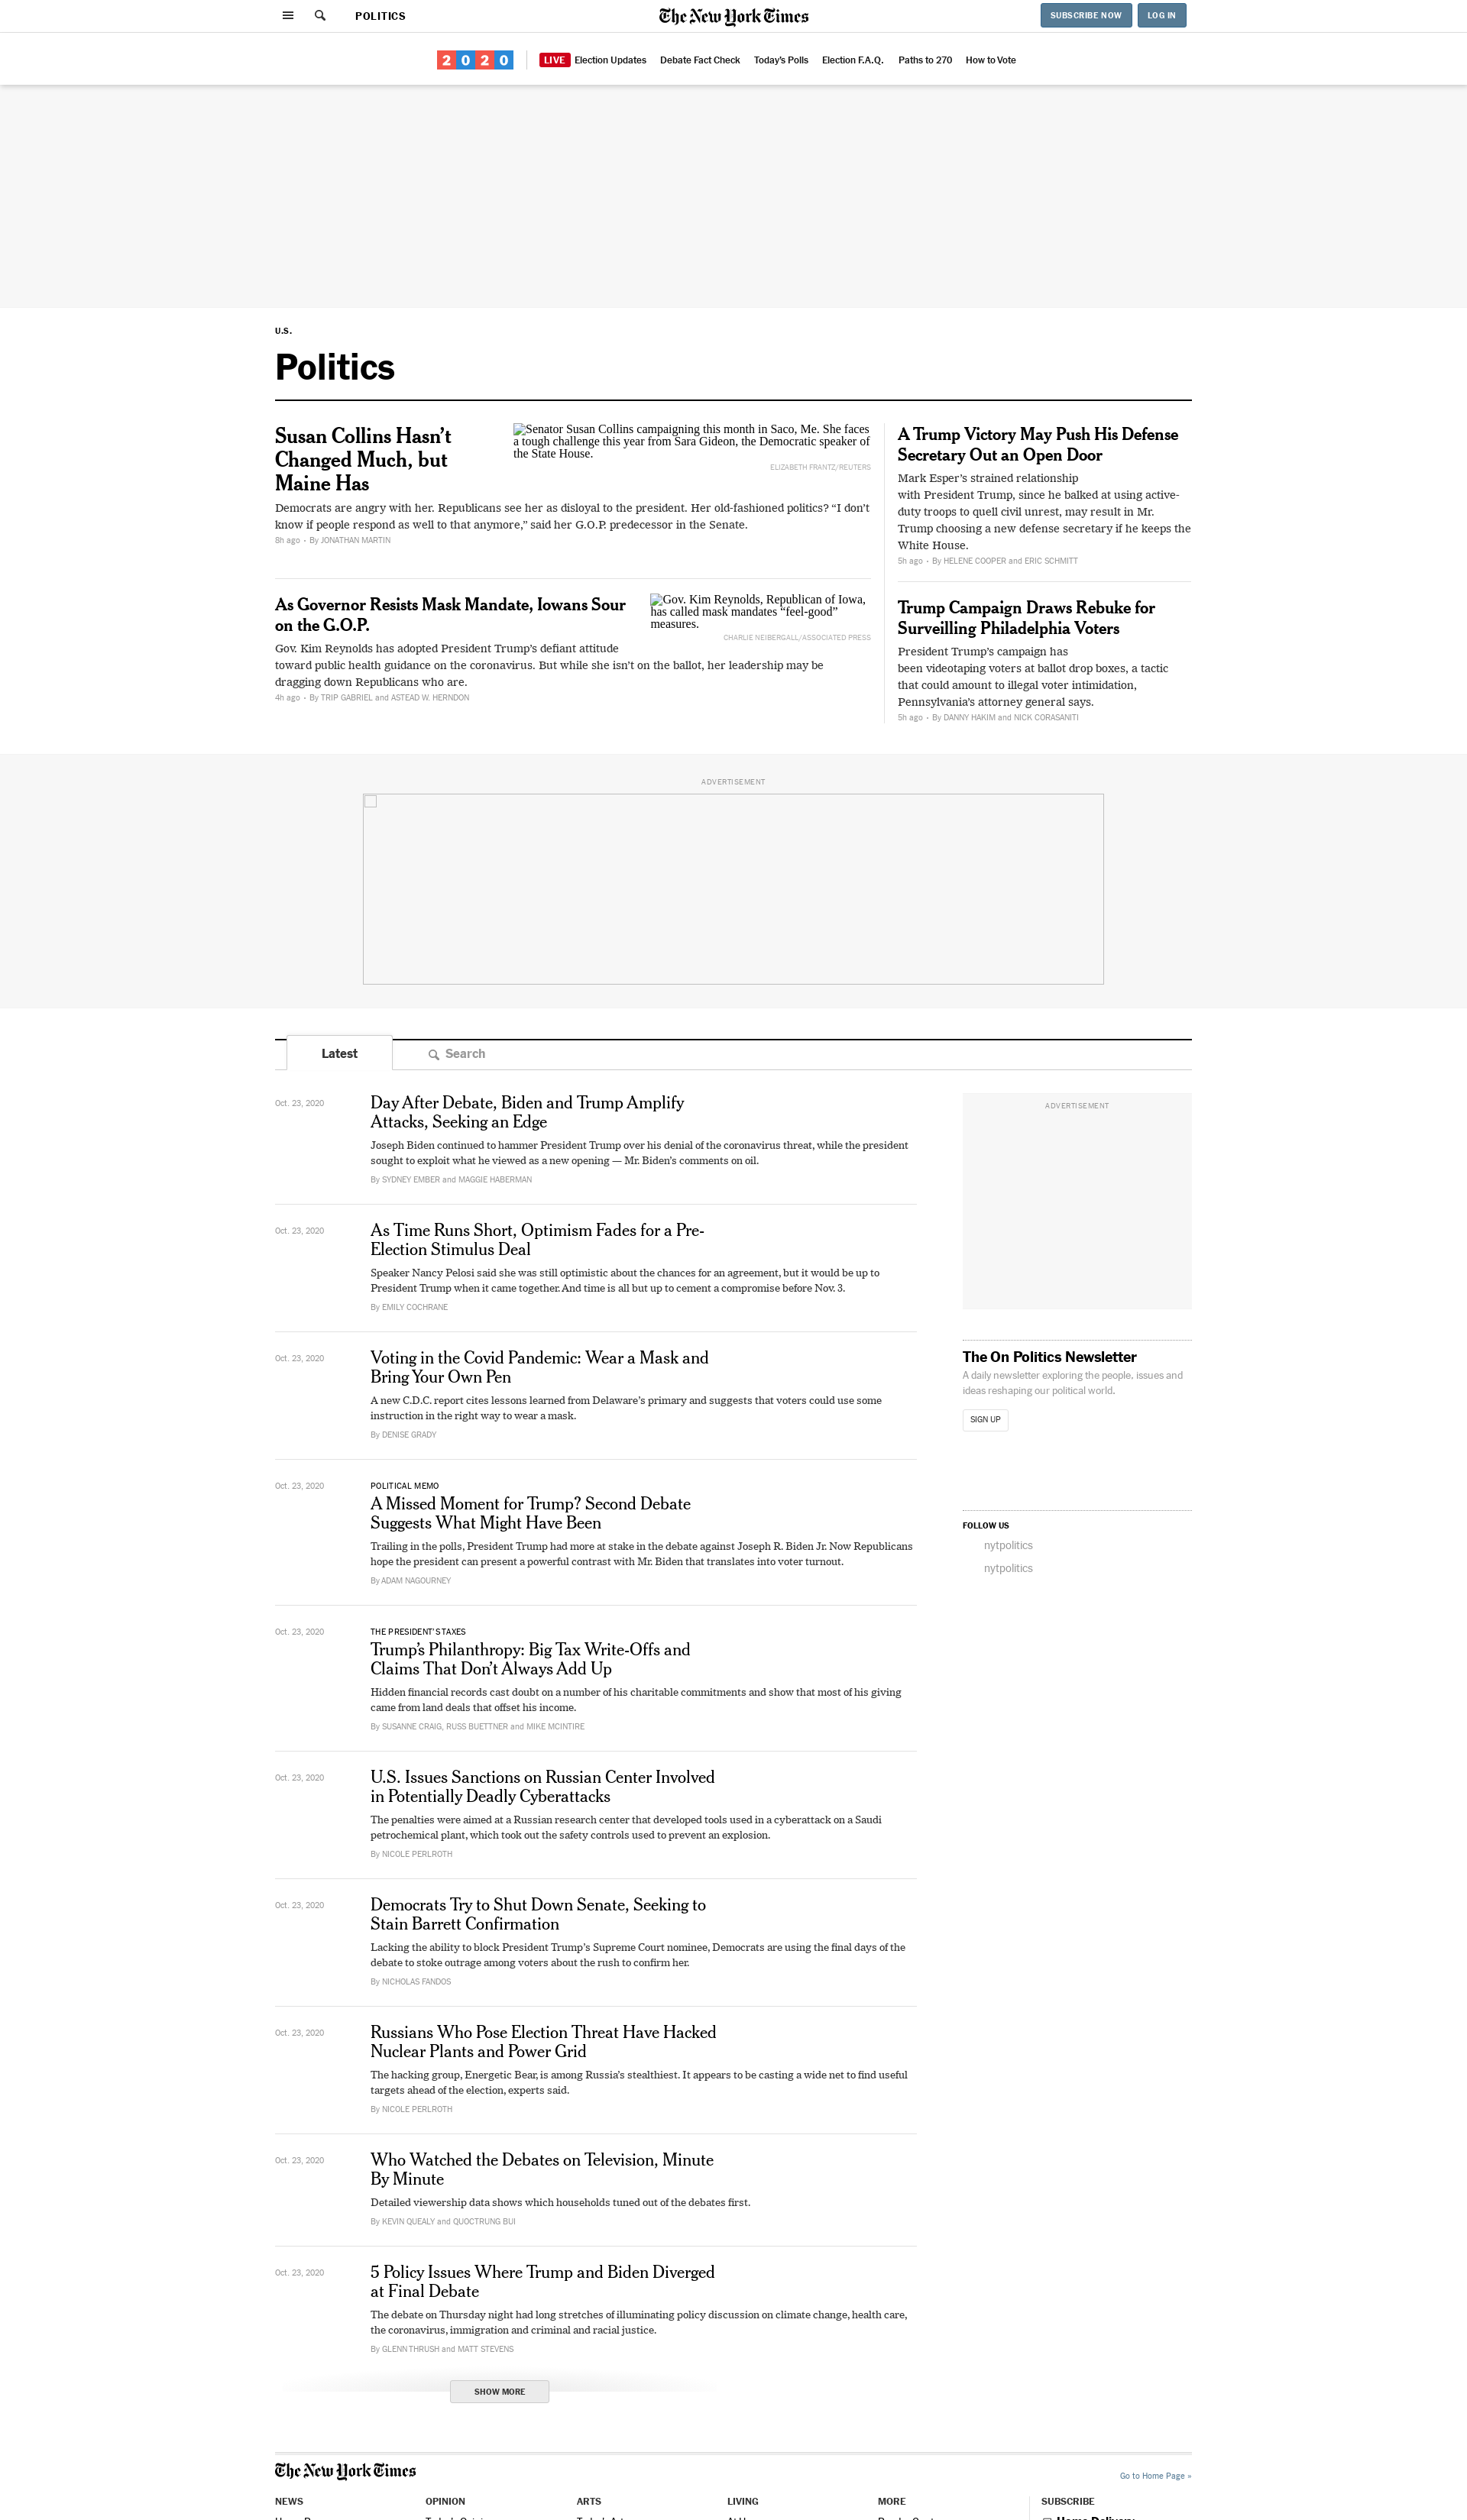 POLITICS
The New York Times
SUBSCRIBE NOW
LOG IN
2020
LIVE Election Updates
Debate Fact Check
Today's Polls
Election F.A.Q.
Paths to 270
How to Vote
U.S.
Politics
Susan Collins Hasn't
Changed Much, but
Maine Has
Senator Susan Collins campaigning this month in Saco, Me. She faces
a tough challenge this year from Sara Gideon, the Democratic speaker of
the State House.
ELIZABETH FRANTZ/REUTERS
Democrats are angry with her. Republicans see her as disloyal to the president. Her old-fashioned politics? “I don’t
know if people respond as well to that anymore,” said her G.O.P. predecessor in the Senate.
8h ago • By JONATHAN MARTIN
As Governor Resists Mask Mandate, Iowans Sour
on the G.O.P.
Gov. Kim Reynolds, Republican of Iowa,
has called mask mandates “feel-good”
measures.
CHARLIE NEIBERGALL/ASSOCIATED PRESS
Gov. Kim Reynolds has adopted President Trump’s defiant attitude
toward public health guidance on the coronavirus. But while she isn’t on the ballot, her leadership may be
dragging down Republicans who are.
4h ago • By TRIP GABRIEL and ASTEAD W. HERNDON
A Trump Victory May Push His Defense
Secretary Out an Open Door
Mark Esper’s strained relationship
with President Trump, since he balked at using active-
duty troops to quell civil unrest, may result in Mr.
Trump choosing a new defense secretary if he keeps the
White House.
5h ago • By HELENE COOPER and ERIC SCHMITT
Trump Campaign Draws Rebuke for
Surveilling Philadelphia Voters
President Trump’s campaign has
been videotaping voters at ballot drop boxes, a tactic
that could amount to illegal voter intimidation,
Pennsylvania’s attorney general says.
5h ago • By DANNY HAKIM and NICK CORASANITI
ADVERTISEMENT
Latest
Search
Oct. 23, 2020
Day After Debate, Biden and Trump Amplify
Attacks, Seeking an Edge
Joseph Biden continued to hammer President Trump over his denial of the coronavirus threat, while the president
sought to exploit what he viewed as a new opening — Mr. Biden’s comments on oil.
By SYDNEY EMBER and MAGGIE HABERMAN
Oct. 23, 2020
As Time Runs Short, Optimism Fades for a Pre-
Election Stimulus Deal
Speaker Nancy Pelosi said she was still optimistic about the chances for an agreement, but it would be up to
President Trump when it came together. And time is all but up to cement a compromise before Nov. 3.
By EMILY COCHRANE
Oct. 23, 2020
Voting in the Covid Pandemic: Wear a Mask and
Bring Your Own Pen
A new C.D.C. report cites lessons learned from Delaware’s primary and suggests that voters could use some
instruction in the right way to wear a mask.
By DENISE GRADY
Oct. 23, 2020
POLITICAL MEMO
A Missed Moment for Trump? Second Debate
Suggests What Might Have Been
Trailing in the polls, President Trump had more at stake in the debate against Joseph R. Biden Jr. Now Republicans
hope the president can present a powerful contrast with Mr. Biden that translates into voter turnout.
By ADAM NAGOURNEY
Oct. 23, 2020
THE PRESIDENT'S TAXES
Trump’s Philanthropy: Big Tax Write-Offs and
Claims That Don’t Always Add Up
Hidden financial records cast doubt on a number of his charitable commitments and show that most of his giving
came from land deals that offset his income.
By SUSANNE CRAIG, RUSS BUETTNER and MIKE MCINTIRE
Oct. 23, 2020
U.S. Issues Sanctions on Russian Center Involved
in Potentially Deadly Cyberattacks
The penalties were aimed at a Russian research center that developed tools used in a cyberattack on a Saudi
petrochemical plant, which took out the safety controls used to prevent an explosion.
By NICOLE PERLROTH
Oct. 23, 2020
Democrats Try to Shut Down Senate, Seeking to
Stain Barrett Confirmation
Lacking the ability to block President Trump’s Supreme Court nominee, Democrats are using the final days of the
debate to stoke outrage among voters about the rush to confirm her.
By NICHOLAS FANDOS
Oct. 23, 2020
Russians Who Pose Election Threat Have Hacked
Nuclear Plants and Power Grid
The hacking group, Energetic Bear, is among Russia’s stealthiest. It appears to be casting a wide net to find useful
targets ahead of the election, experts said.
By NICOLE PERLROTH
Oct. 23, 2020
Who Watched the Debates on Television, Minute
By Minute
Detailed viewership data shows which households tuned out of the debates first.
By KEVIN QUEALY and QUOCTRUNG BUI
Oct. 23, 2020
5 Policy Issues Where Trump and Biden Diverged
at Final Debate
The debate on Thursday night had long stretches of illuminating policy discussion on climate change, health care,
the coronavirus, immigration and criminal and racial justice.
By GLENN THRUSH and MATT STEVENS
SHOW MORE
ADVERTISEMENT
The On Politics Newsletter
A daily newsletter exploring the people, issues and
ideas reshaping our political world.
SIGN UP
FOLLOW US
nytpolitics
nytpolitics
The New York Times
Go to Home Page »
NEWS
OPINION
ARTS
LIVING
MORE
SUBSCRIBE